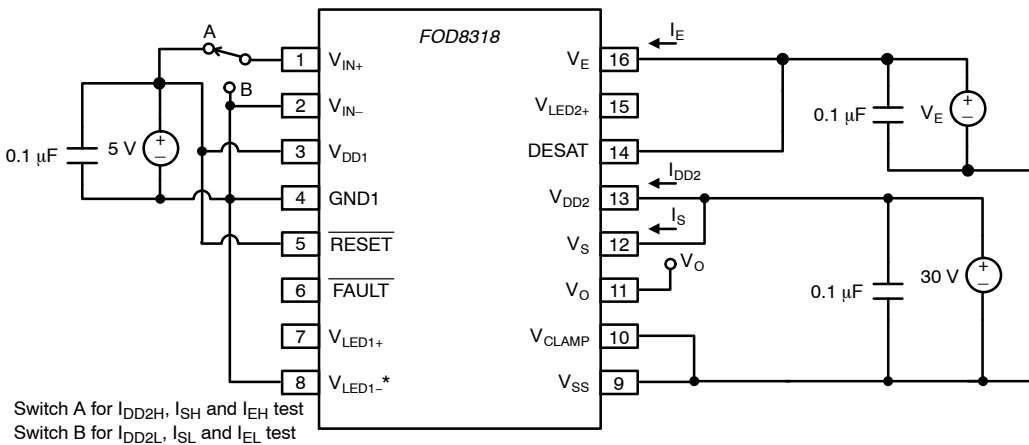 FOD8318
A
B
0.1 μF
5 V
+
–
1 V_IN+
2 V_IN–
3 V_DD1
4 GND1
5 R̅E̅S̅E̅T̅
6 F̅A̅U̅L̅T̅
7 V_LED1+
8 V_LED1–*
I_E
V_E 16
V_LED2+ 15
DESAT 14
I_DD2
V_DD2 13
I_S
V_S 12
V_O
V_O 11
V_CLAMP 10
V_SS 9
0.1 μF
V_E
+
–
0.1 μF
30 V
+
–
Switch A for I_DD2H, I_SH and I_EH test
Switch B for I_DD2L, I_SL and I_EL test